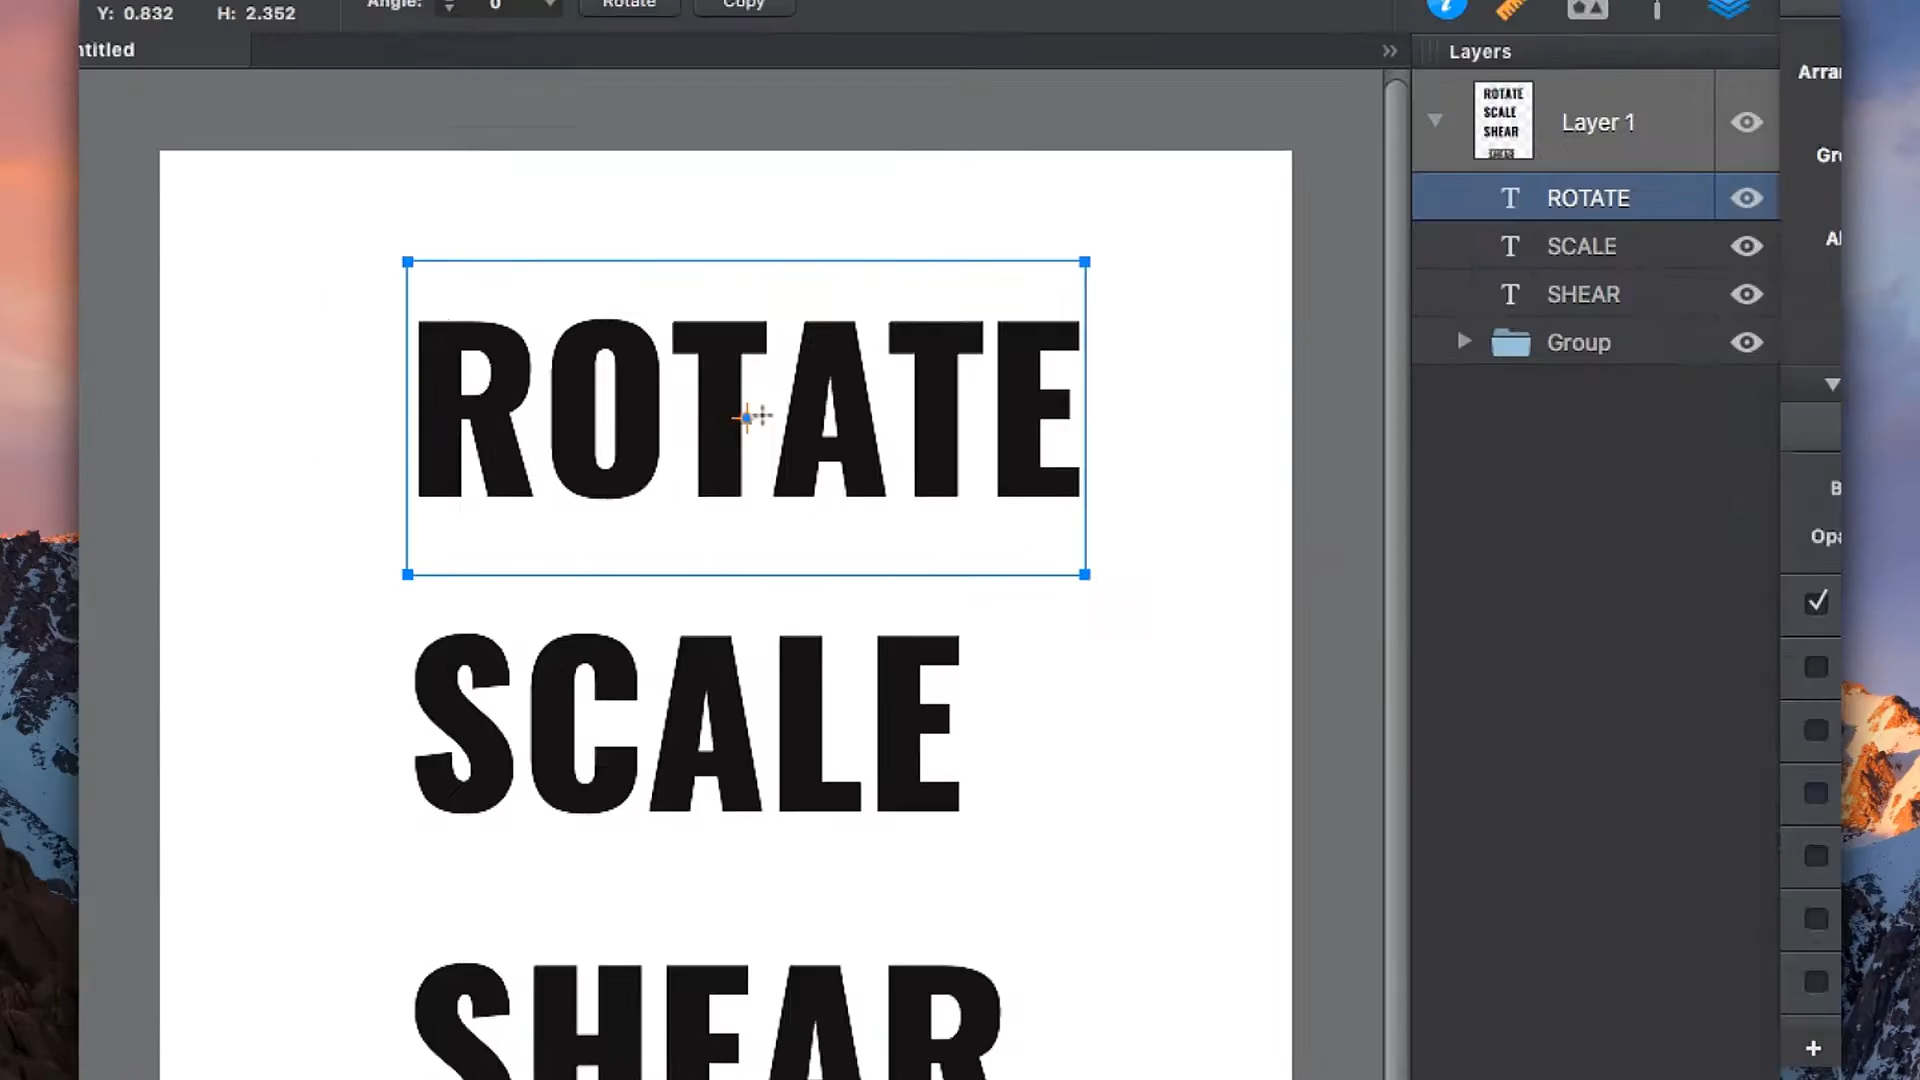 Y: 0.832 H: 2.352 Angle: 0 Rotate Copy
ntitled
Layers
ROTATE
SCALE
SHEAR
Layer 1
T ROTATE
T SCALE
T SHEAR
Group
Arra
Gr
Al
B
Opa
ROTATE
SCALE
SHEAR